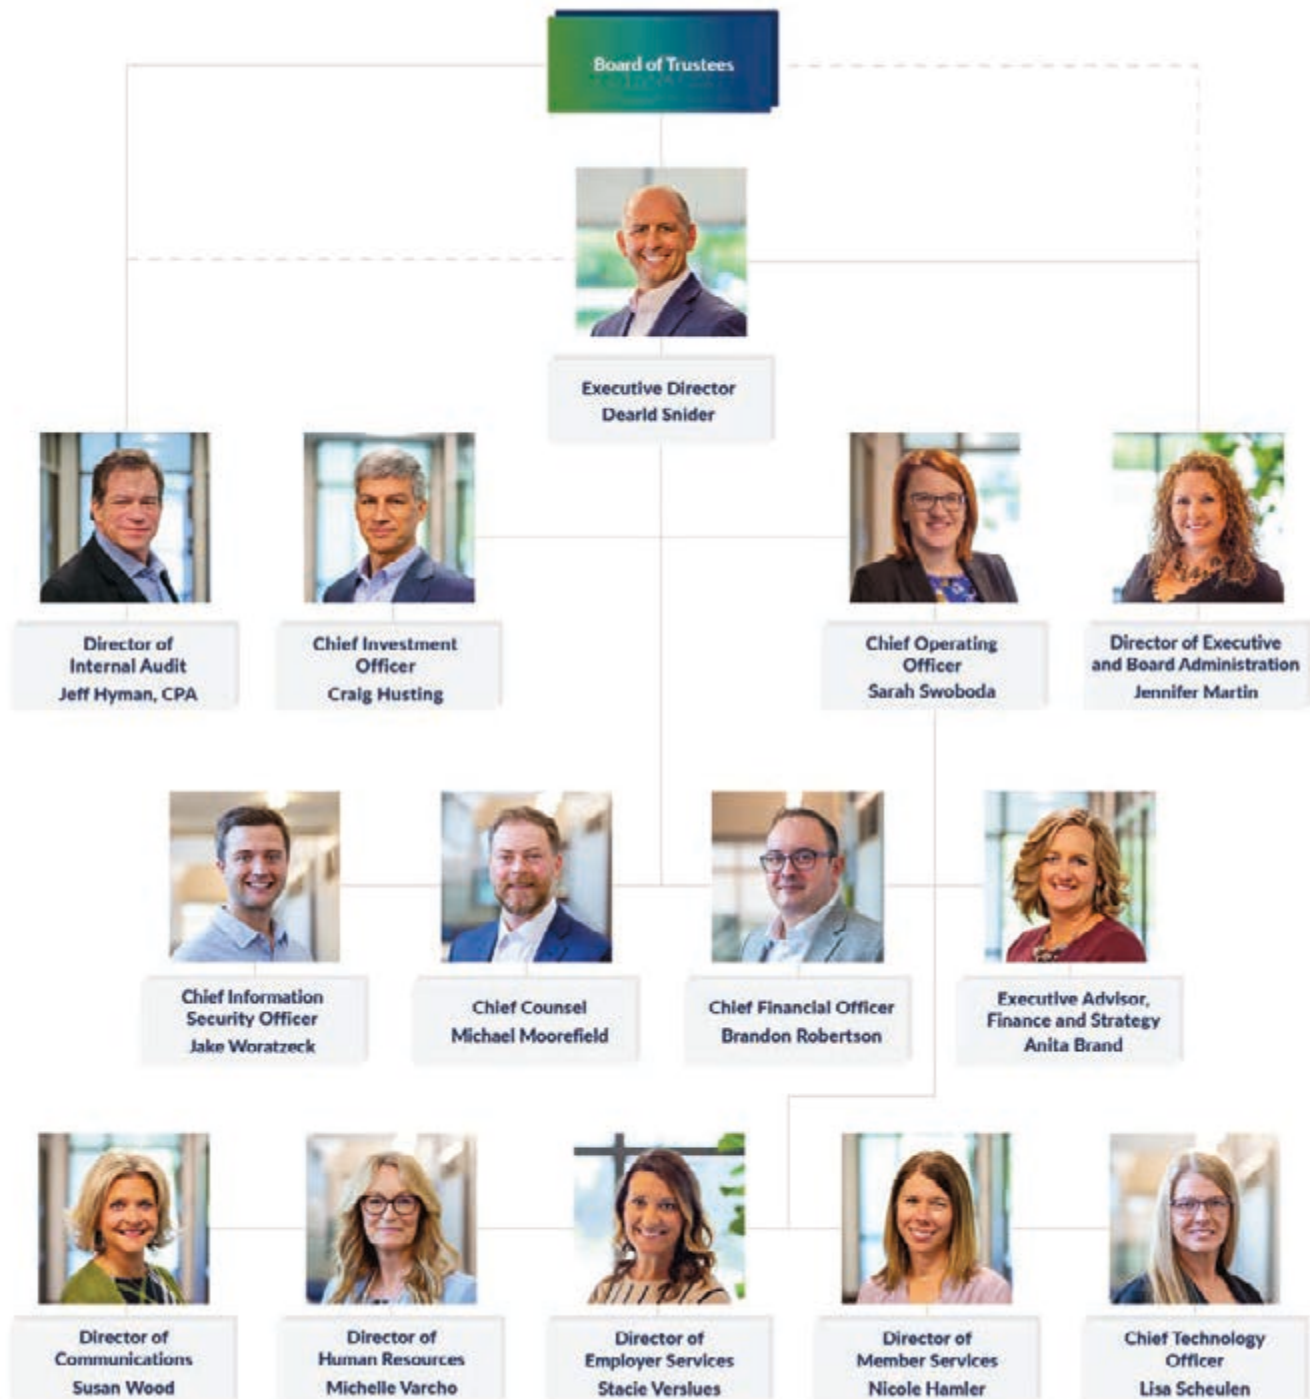 Board of Trustees
Executive Director
Dearld Snider
Director of
Internal Audit
Jeff Hyman, CPA
Chief Investment
Officer
Craig Husting
Chief Operating
Officer
Sarah Swoboda
Director of Executive
and Board Administration
Jennifer Martin
Chief Information
Security Officer
Jake Woratzeck
Chief Counsel
Michael Moorefield
Chief Financial Officer
Brandon Robertson
Executive Advisor,
Finance and Strategy
Anita Brand
Director of
Communications
Susan Wood
Director of
Human Resources
Michelle Varcho
Director of
Employer Services
Stacie Verslues
Director of
Member Services
Nicole Hamler
Chief Technology
Officer
Lisa Scheulen